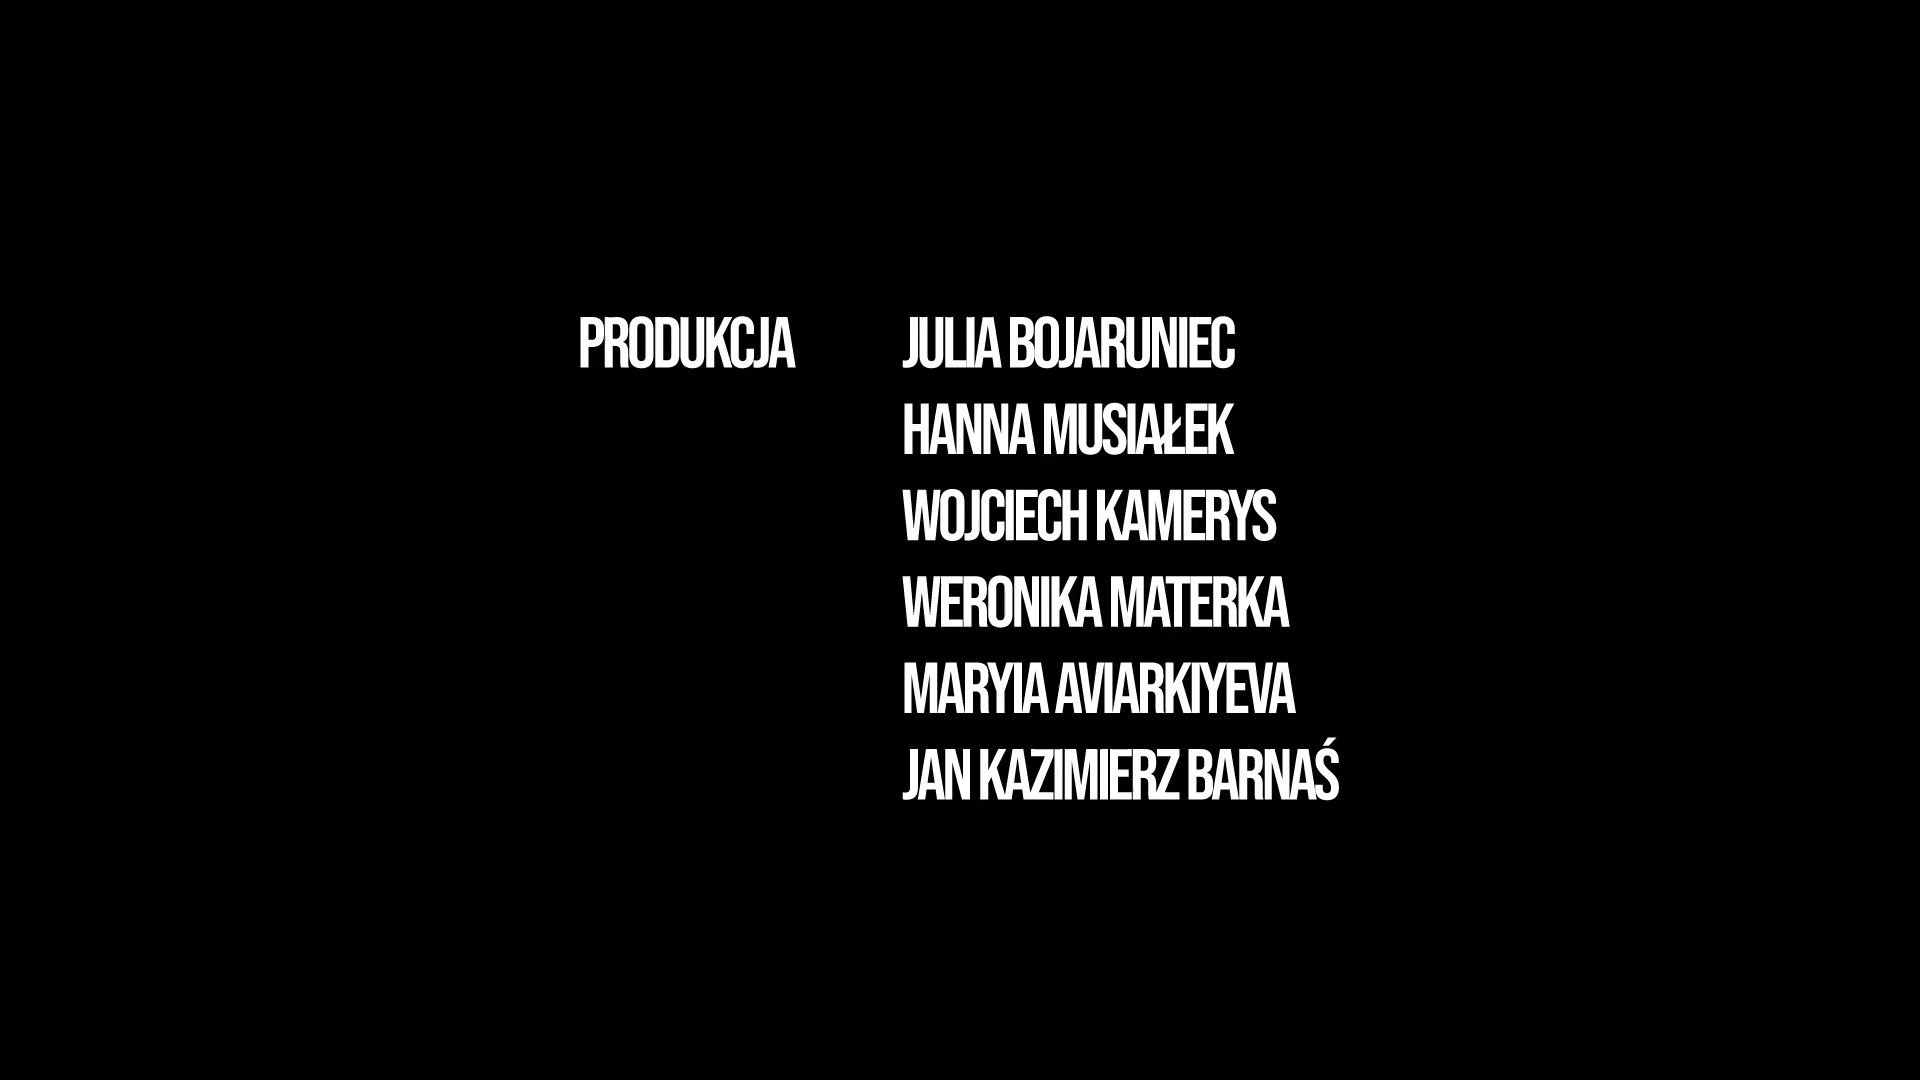 PRODUKCJA JULIA BOJARUNIEC
HANNA MUSIAŁEK
WOJCIECH KAMERYS
WERONIKA MATERKA
MARYIA AVIARKIYEVA
JAN KAZIMIERZ BARNAŚ